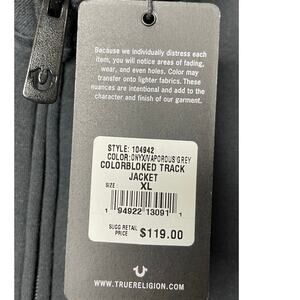 Because we individually distress each
item, you will notice areas of fading,
wear, and even holes. Color may
transfer onto lighter fabrics. These
nuances are intentional and add to the
character and finish of our garment.
STYLE: 104942
COLOR:ONYX/VAPOROUS GREY
COLORBLOKED TRACK
JACKET
SIZE: XL
1 94922 13091 1
SUGG RETAIL
PRICE $119.00
WWW.TRUERELIGION.COM